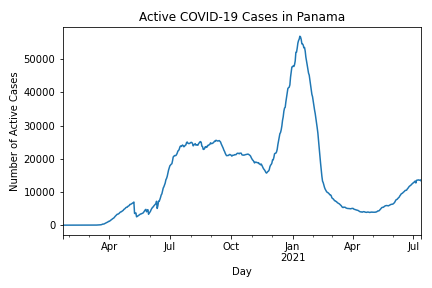 Active COVID-19 Cases in Panama
Number of Active Cases
50000
40000
30000
20000
10000
0
Apr
Jul
Oct
Jan
2021
Apr
Jul
Day